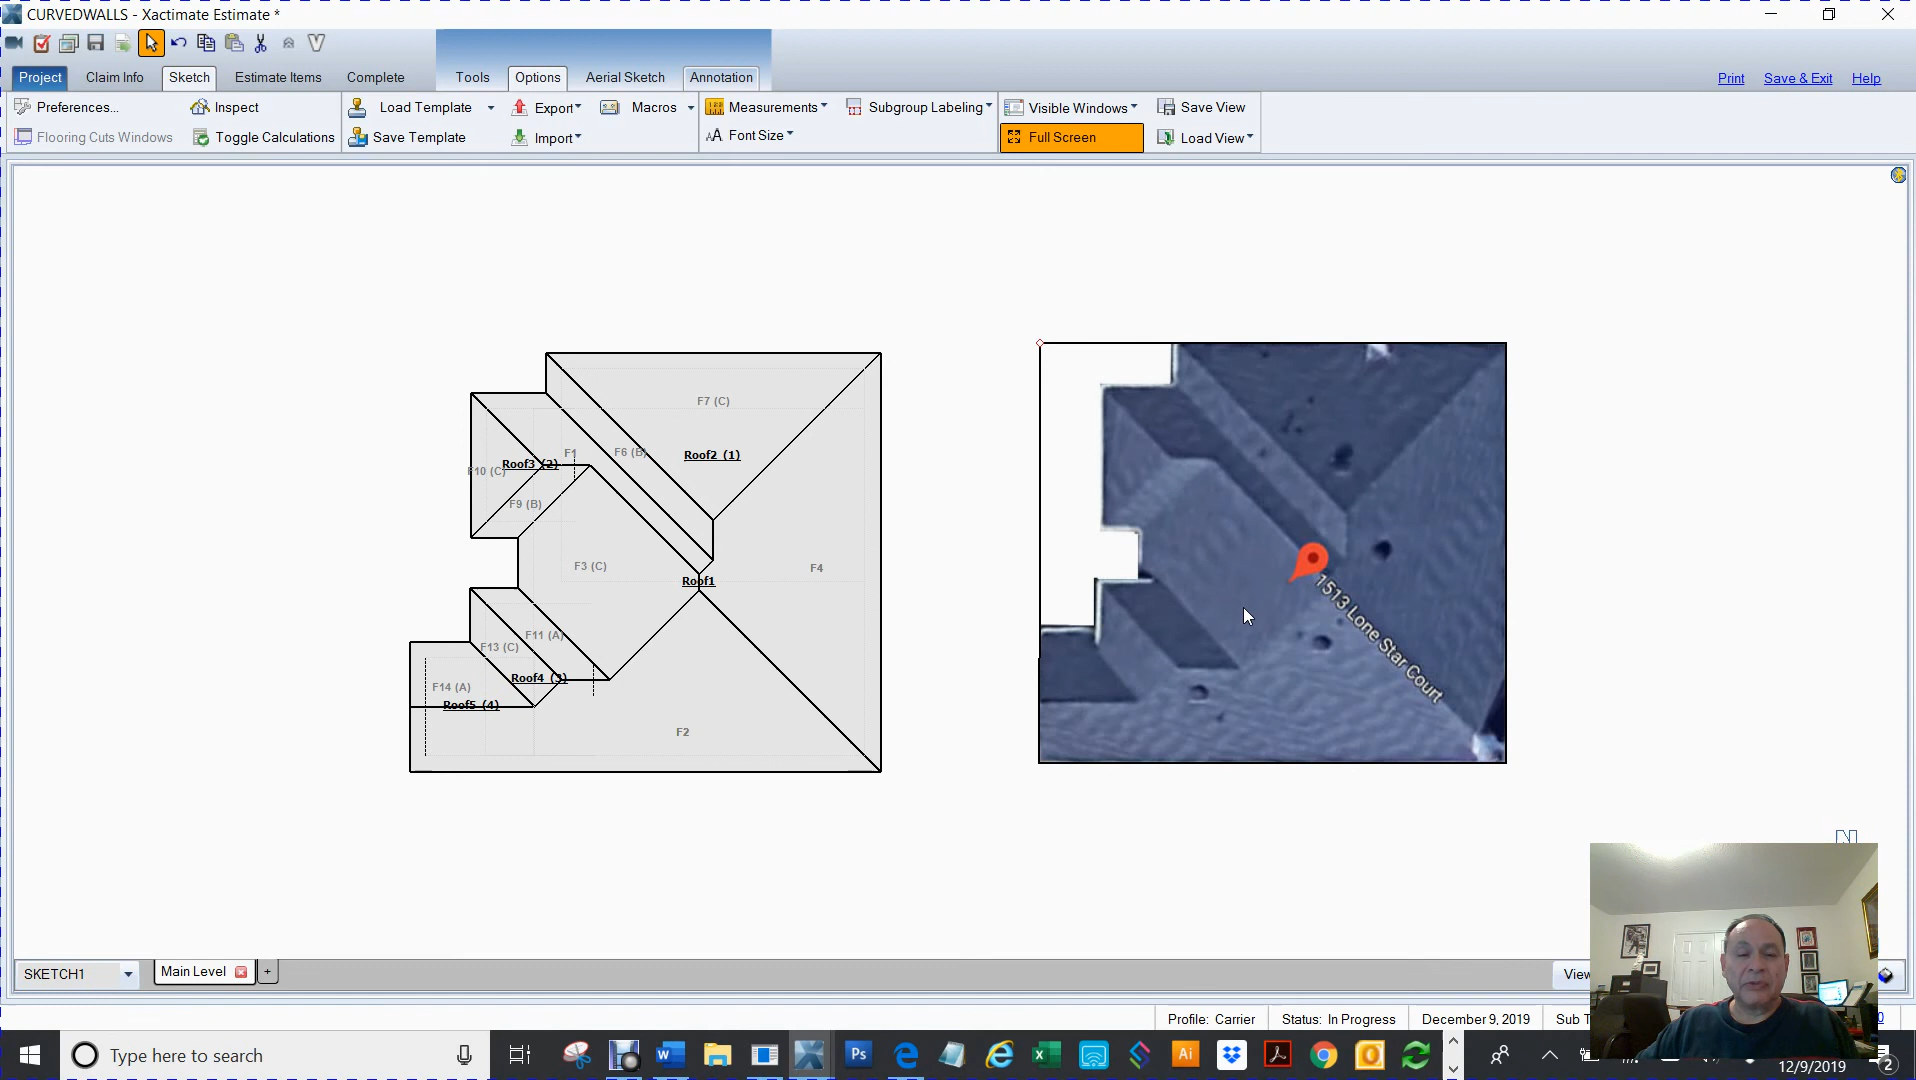 CURVEDWALLS - Xactimate Estimate *
Project Claim Info Sketch Estimate Items Complete Tools Options Aerial Sketch Annotation Print Save & Exit Help
Preferences... Inspect Load Template Export Macros Measurements Subgroup Labeling Visible Windows Save View
Flooring Cuts Windows Toggle Calculations Save Template Import Font Size Full Screen Load View
F7 (C)
F1
F6 (B)
Roof2 (1)
Roof3 (2)
F10 (C)
F9 (B)
F3 (C)
F4
Roof1
F11 (A)
F13 (C)
Roof4 (3)
F14 (A)
Roof5 (4)
F2
1513 Lone Star Court
N
SKETCH1 Main Level + View
Profile: Carrier Status: In Progress December 9, 2019 Sub T
Type here to search
12/9/2019
2